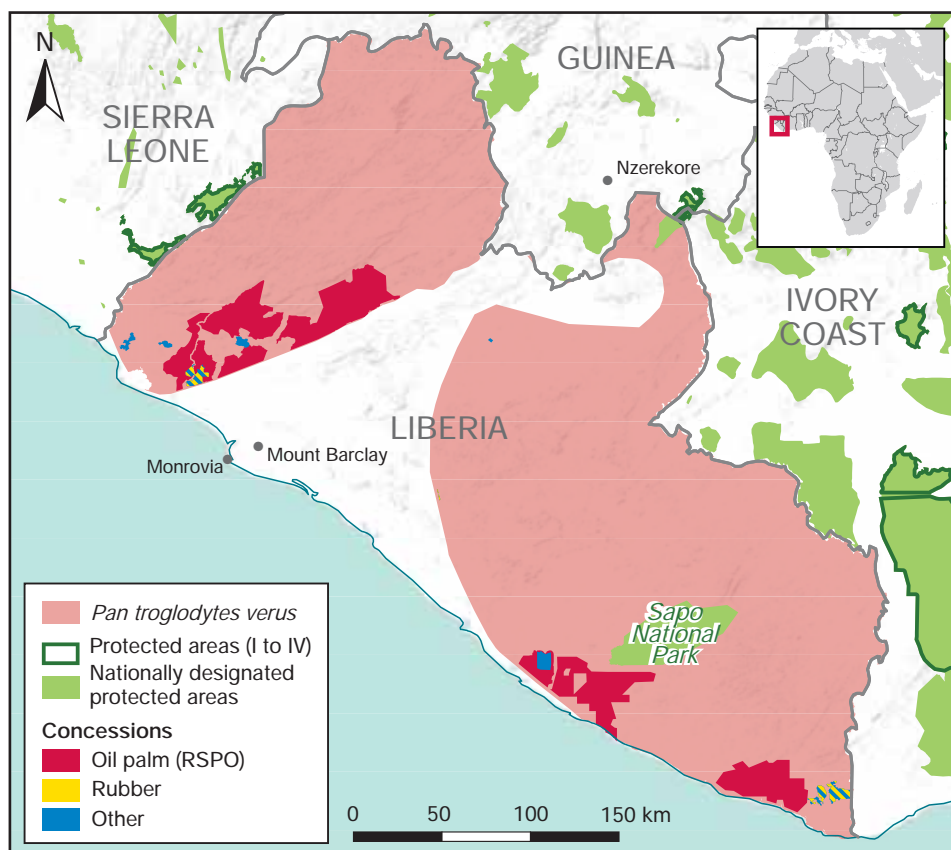 N
GUINEA
SIERRA
LEONE
Nzerekore
IVORY
COAST
LIBERIA
Mount Barclay
Monrovia
Sapo
National
Park
Pan troglodytes verus
Protected areas (I to IV)
Nationally designated
protected areas
Concessions
Oil palm (RSPO)
Rubber
Other
0 50 100 150 km